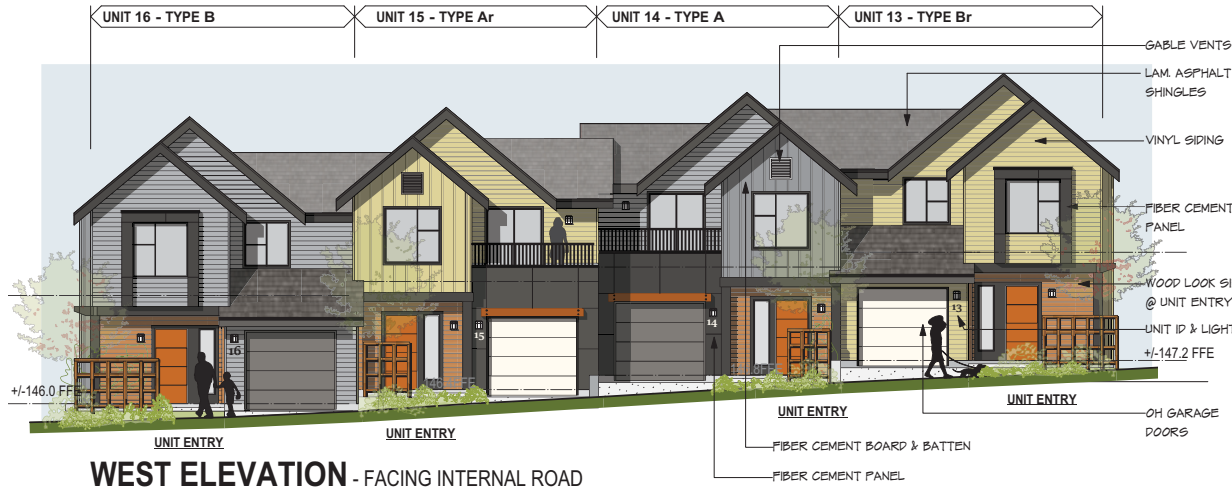 UNIT 16 - TYPE B
UNIT 15 - TYPE Ar
UNIT 14 - TYPE A
UNIT 13 - TYPE Br
GABLE VENTS
LAM. ASPHALT
SHINGLES
VINYL SIDING
FIBER CEMENT
PANEL
WOOD LOOK SI
@ UNIT ENTRY
13
UNIT ID & LIGHT
14
15
16
+/-147.2 FFE
+/-146.0 FFE
OH GARAGE
DOORS
UNIT ENTRY
UNIT ENTRY
UNIT ENTRY
UNIT ENTRY
FIBER CEMENT BOARD & BATTEN
FIBER CEMENT PANEL
WEST ELEVATION - FACING INTERNAL ROAD